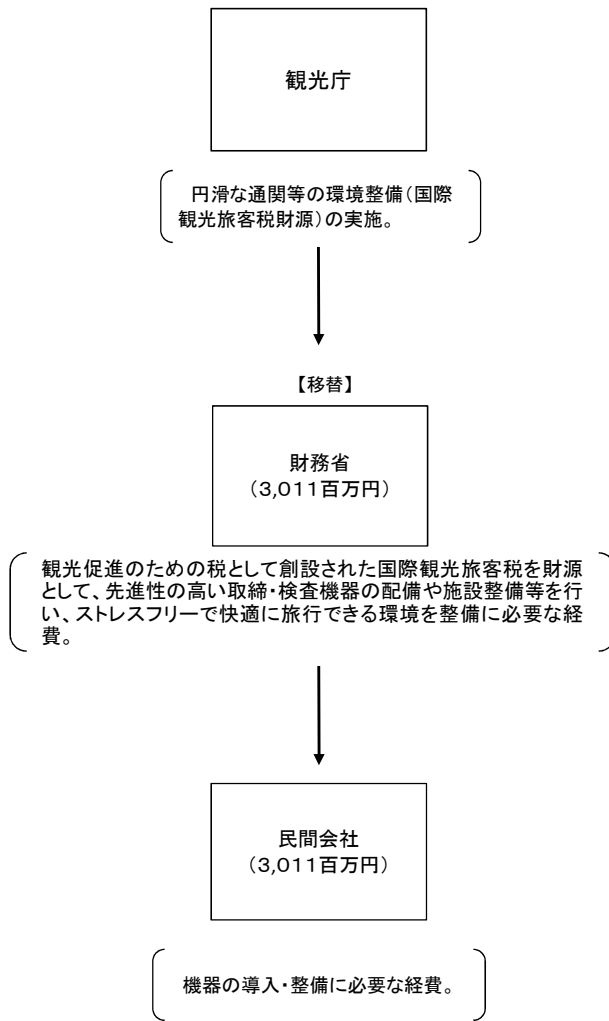 観光庁
円滑な通関等の環境整備（国際
観光旅客税財源）の実施。
【移替】
財務省
（3,011百万円）
観光促進のための税として創設された国際観光旅客税を財源
として、先進性の高い取締・検査機器の配備や施設整備等を行
い、ストレスフリーで快適に旅行できる環境を整備に必要な経
費。
民間会社
（3,011百万円）
機器の導入・整備に必要な経費。